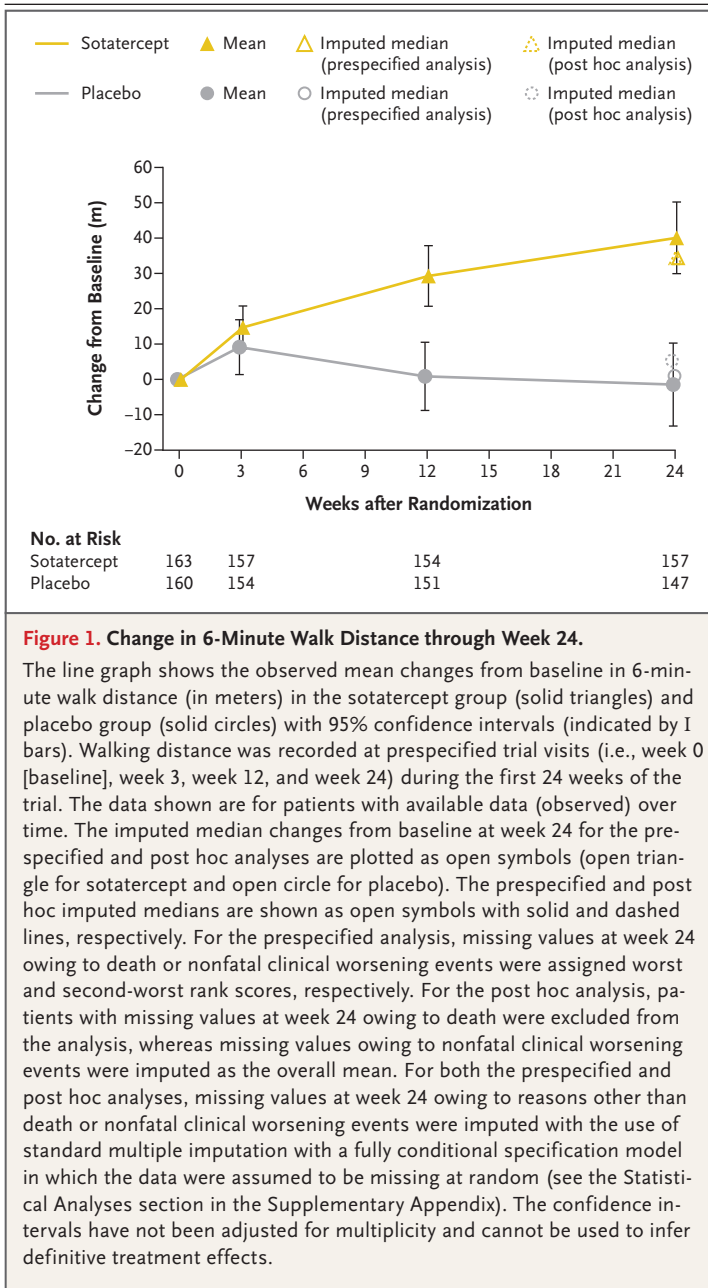 Sotatercept Mean Imputed median (prespecified analysis) Imputed median (post hoc analysis)
Placebo Mean Imputed median (prespecified analysis) Imputed median (post hoc analysis)
Change from Baseline (m)
60
50
40
30
20
10
0
−10
−20
0 3 6 9 12 15 18 21 24
Weeks after Randomization
No. at Risk
Sotatercept 163 157 154 157
Placebo 160 154 151 147
Figure 1. Change in 6-Minute Walk Distance through Week 24.
The line graph shows the observed mean changes from baseline in 6-min-
ute walk distance (in meters) in the sotatercept group (solid triangles) and
placebo group (solid circles) with 95% confidence intervals (indicated by I
bars). Walking distance was recorded at prespecified trial visits (i.e., week 0
[baseline], week 3, week 12, and week 24) during the first 24 weeks of the
trial. The data shown are for patients with available data (observed) over
time. The imputed median changes from baseline at week 24 for the pre-
specified and post hoc analyses are plotted as open symbols (open trian-
gle for sotatercept and open circle for placebo). The prespecified and post
hoc imputed medians are shown as open symbols with solid and dashed
lines, respectively. For the prespecified analysis, missing values at week 24
owing to death or nonfatal clinical worsening events were assigned worst
and second-worst rank scores, respectively. For the post hoc analysis, pa-
tients with missing values at week 24 owing to death were excluded from
the analysis, whereas missing values owing to nonfatal clinical worsening
events were imputed as the overall mean. For both the prespecified and
post hoc analyses, missing values at week 24 owing to reasons other than
death or nonfatal clinical worsening events were imputed with the use of
standard multiple imputation with a fully conditional specification model
in which the data were assumed to be missing at random (see the Statisti-
cal Analyses section in the Supplementary Appendix). The confidence in-
tervals have not been adjusted for multiplicity and cannot be used to infer
definitive treatment effects.